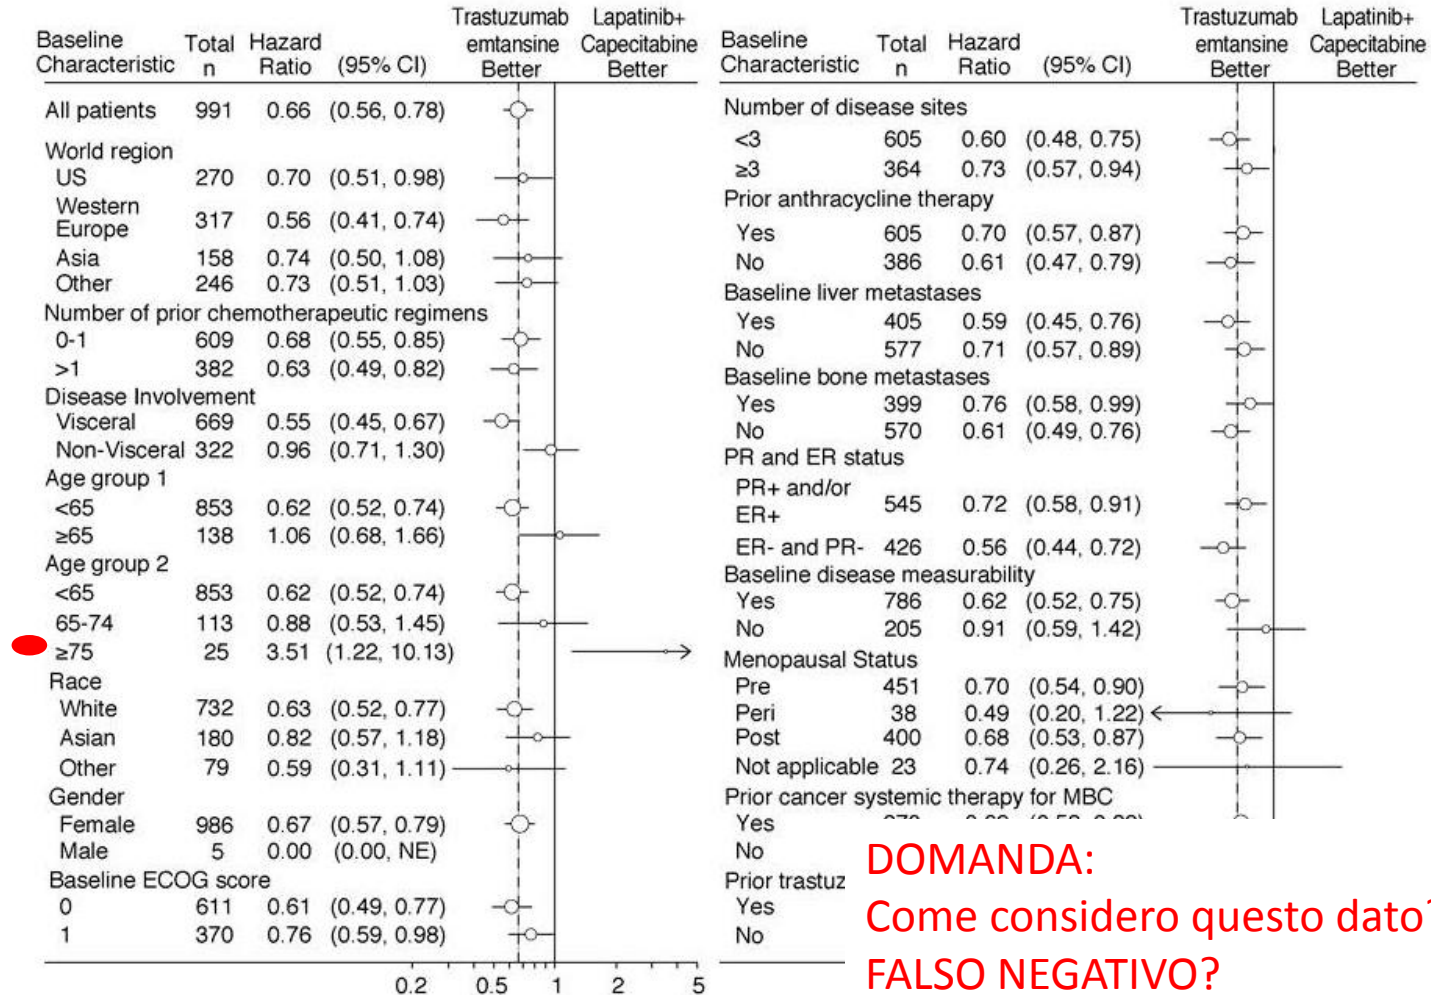 Trastuzumab Lapatinib+
Baseline Total Hazard emtansine Capecitabine
Characteristic n Ratio (95% CI) Better Better
All patients 991 0.66 (0.56, 0.78)
World region
US 270 0.70 (0.51, 0.98)
Western
Europe 317 0.56 (0.41, 0.74)
Asia 158 0.74 (0.50, 1.08)
Other 246 0.73 (0.51, 1.03)
Number of prior chemotherapeutic regimens
0-1 609 0.68 (0.55, 0.85)
>1 382 0.63 (0.49, 0.82)
Disease Involvement
Visceral 669 0.55 (0.45, 0.67)
Non-Visceral 322 0.96 (0.71, 1.30)
Age group 1
<65 853 0.62 (0.52, 0.74)
≥65 138 1.06 (0.68, 1.66)
Age group 2
<65 853 0.62 (0.52, 0.74)
65-74 113 0.88 (0.53, 1.45)
≥75 25 3.51 (1.22, 10.13)
Race
White 732 0.63 (0.52, 0.77)
Asian 180 0.82 (0.57, 1.18)
Other 79 0.59 (0.31, 1.11)
Gender
Female 986 0.67 (0.57, 0.79)
Male 5 0.00 (0.00, NE)
Baseline ECOG score
0 611 0.61 (0.49, 0.77)
1 370 0.76 (0.59, 0.98)
0.2 0.5 1 2 5
Trastuzumab Lapatinib+
Baseline Total Hazard emtansine Capecitabine
Characteristic n Ratio (95% CI) Better Better
Number of disease sites
<3 605 0.60 (0.48, 0.75)
≥3 364 0.73 (0.57, 0.94)
Prior anthracycline therapy
Yes 605 0.70 (0.57, 0.87)
No 386 0.61 (0.47, 0.79)
Baseline liver metastases
Yes 405 0.59 (0.45, 0.76)
No 577 0.71 (0.57, 0.89)
Baseline bone metastases
Yes 399 0.76 (0.58, 0.99)
No 570 0.61 (0.49, 0.76)
PR and ER status
PR+ and/or
ER+ 545 0.72 (0.58, 0.91)
ER- and PR- 426 0.56 (0.44, 0.72)
Baseline disease measurability
Yes 786 0.62 (0.52, 0.75)
No 205 0.91 (0.59, 1.42)
Menopausal Status
Pre 451 0.70 (0.54, 0.90)
Peri 38 0.49 (0.20, 1.22)
Post 400 0.68 (0.53, 0.87)
Not applicable 23 0.74 (0.26, 2.16)
Prior cancer systemic therapy for MBC
Yes
No
Prior trastuz
Yes
No
DOMANDA:
Come considero questo dato?
FALSO NEGATIVO?